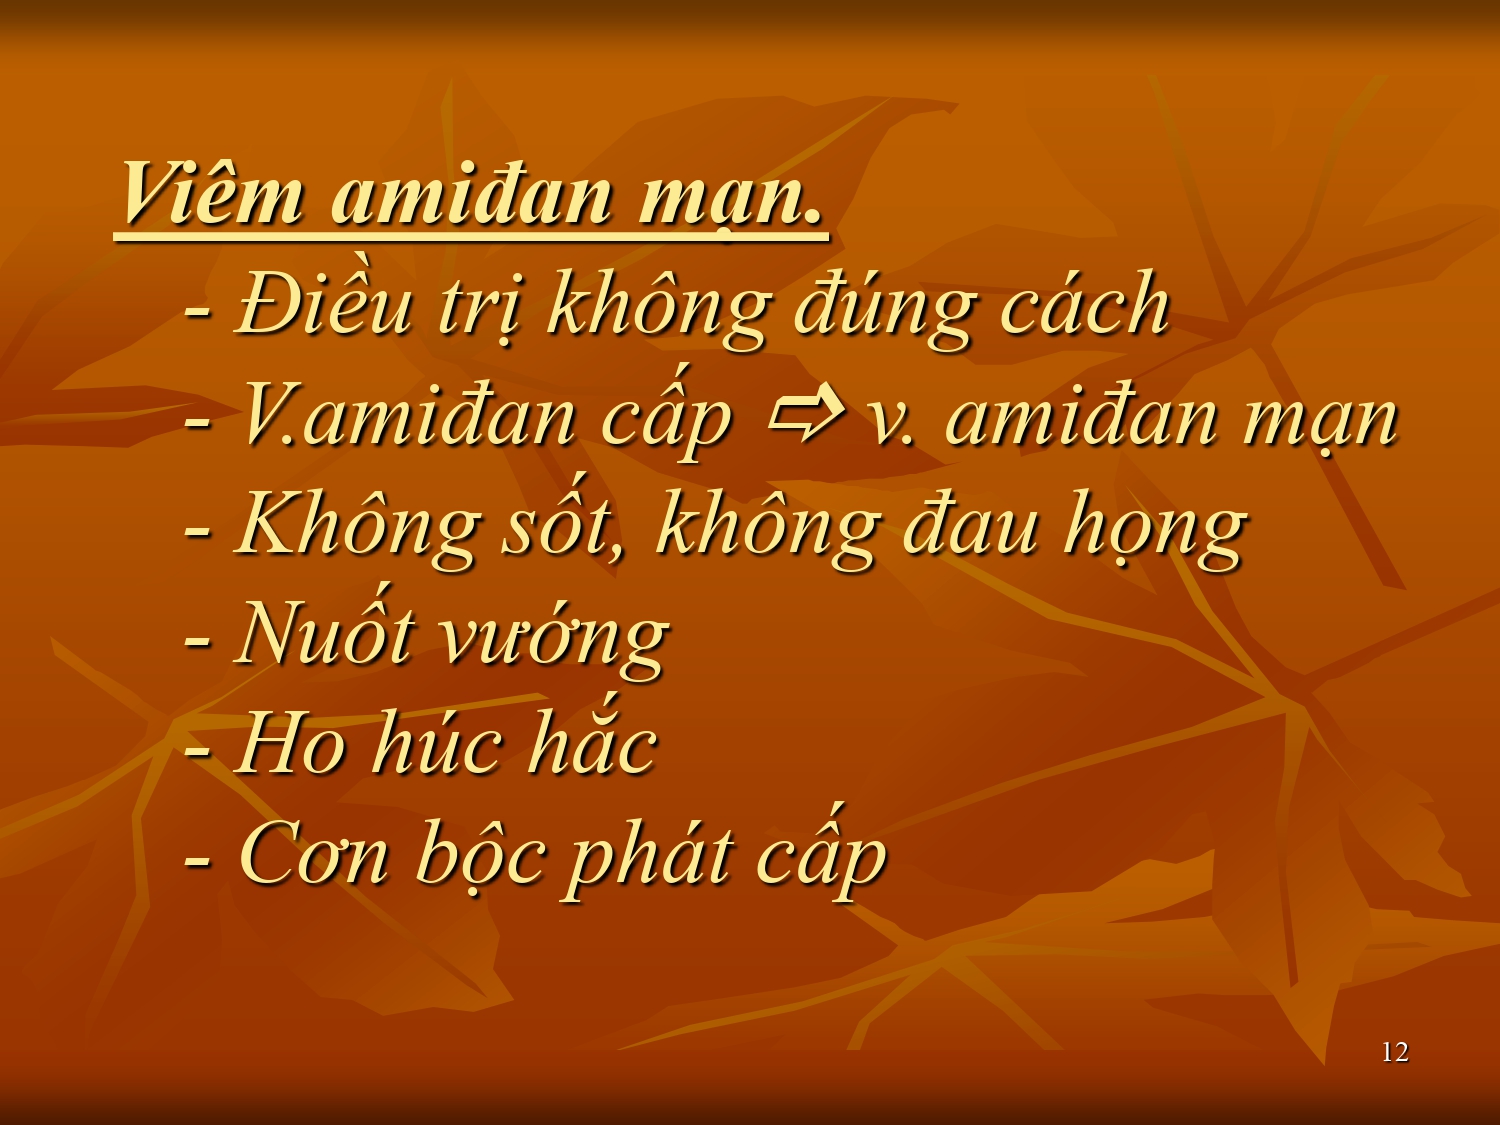 Viêm amiđan mạn.
- Điều trị không đúng cách
- V.amiđan cấp ➩ v. amiđan mạn
- Không sốt, không đau họng
- Nuốt vướng
- Ho húc hắc
- Cơn bộc phát cấp
12